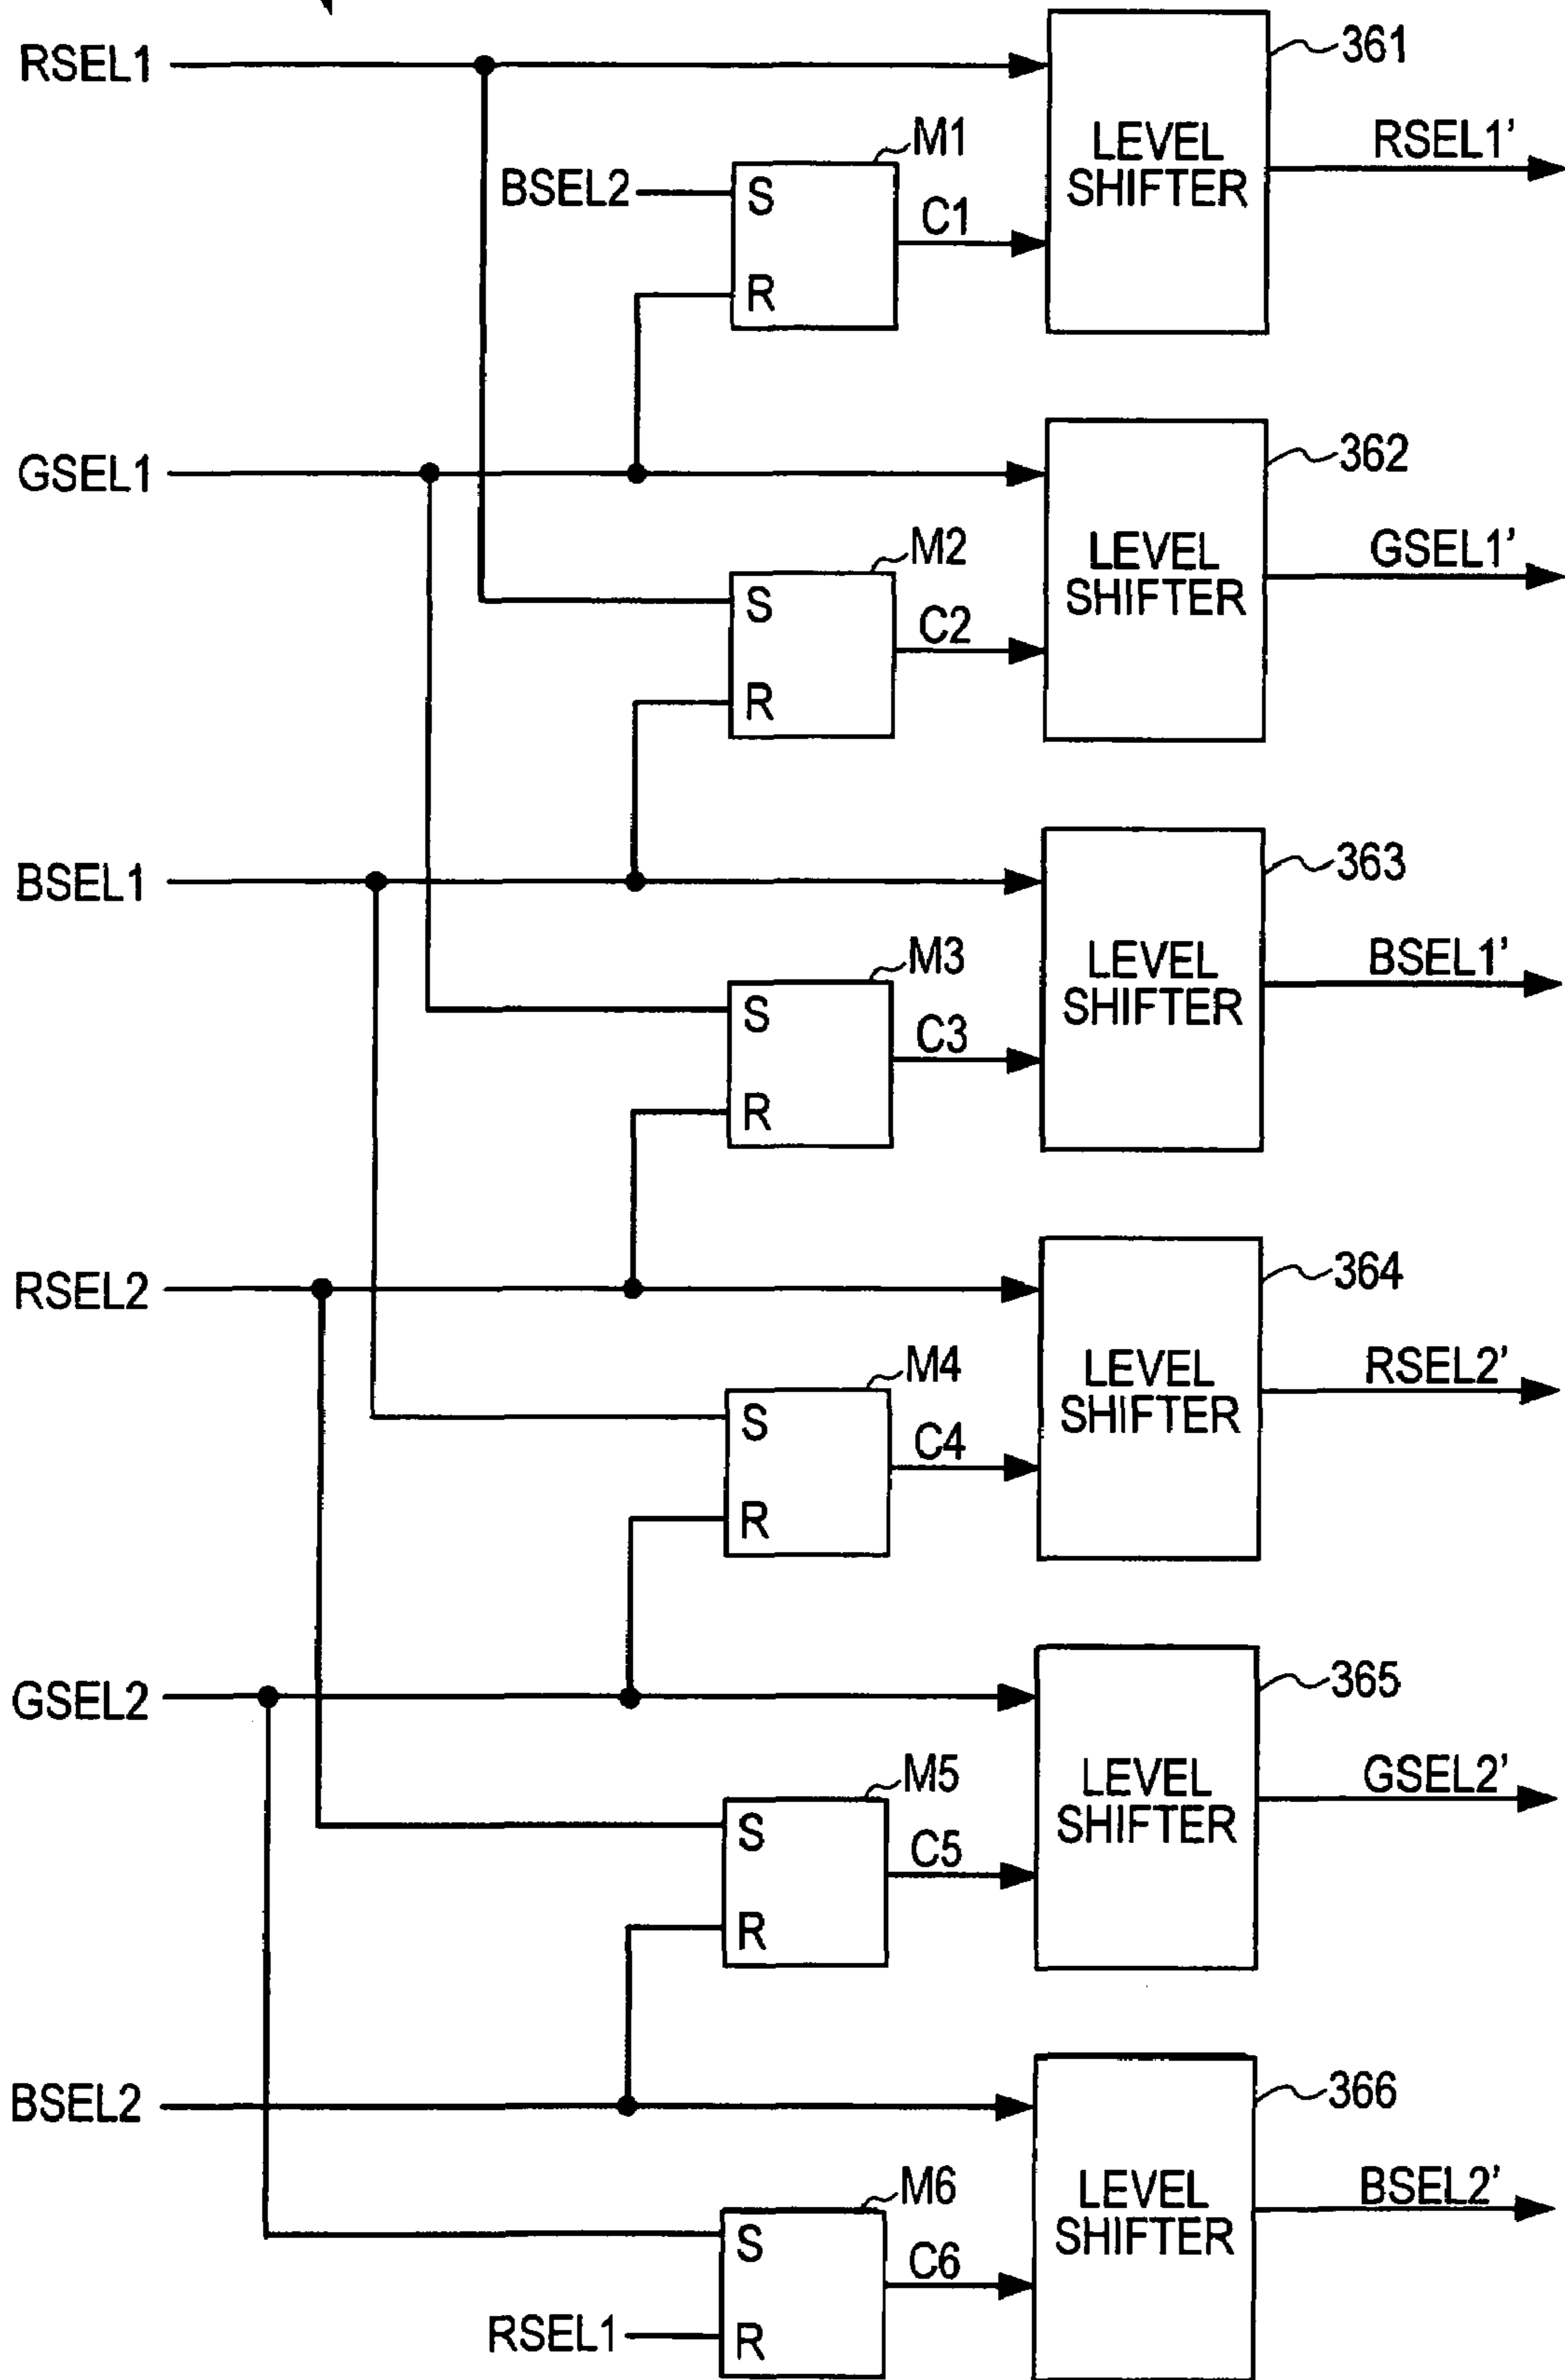 RSEL1
361
LEVEL
SHIFTER
RSEL1'
M1
BSEL2
S
R
C1
GSEL1
362
LEVEL
SHIFTER
GSEL1'
M2
S
R
C2
BSEL1
363
LEVEL
SHIFTER
BSEL1'
M3
S
R
C3
RSEL2
364
LEVEL
SHIFTER
RSEL2'
M4
S
R
C4
GSEL2
365
LEVEL
SHIFTER
GSEL2'
M5
S
R
C5
BSEL2
366
LEVEL
SHIFTER
BSEL2'
M6
S
C6
RSEL1
R